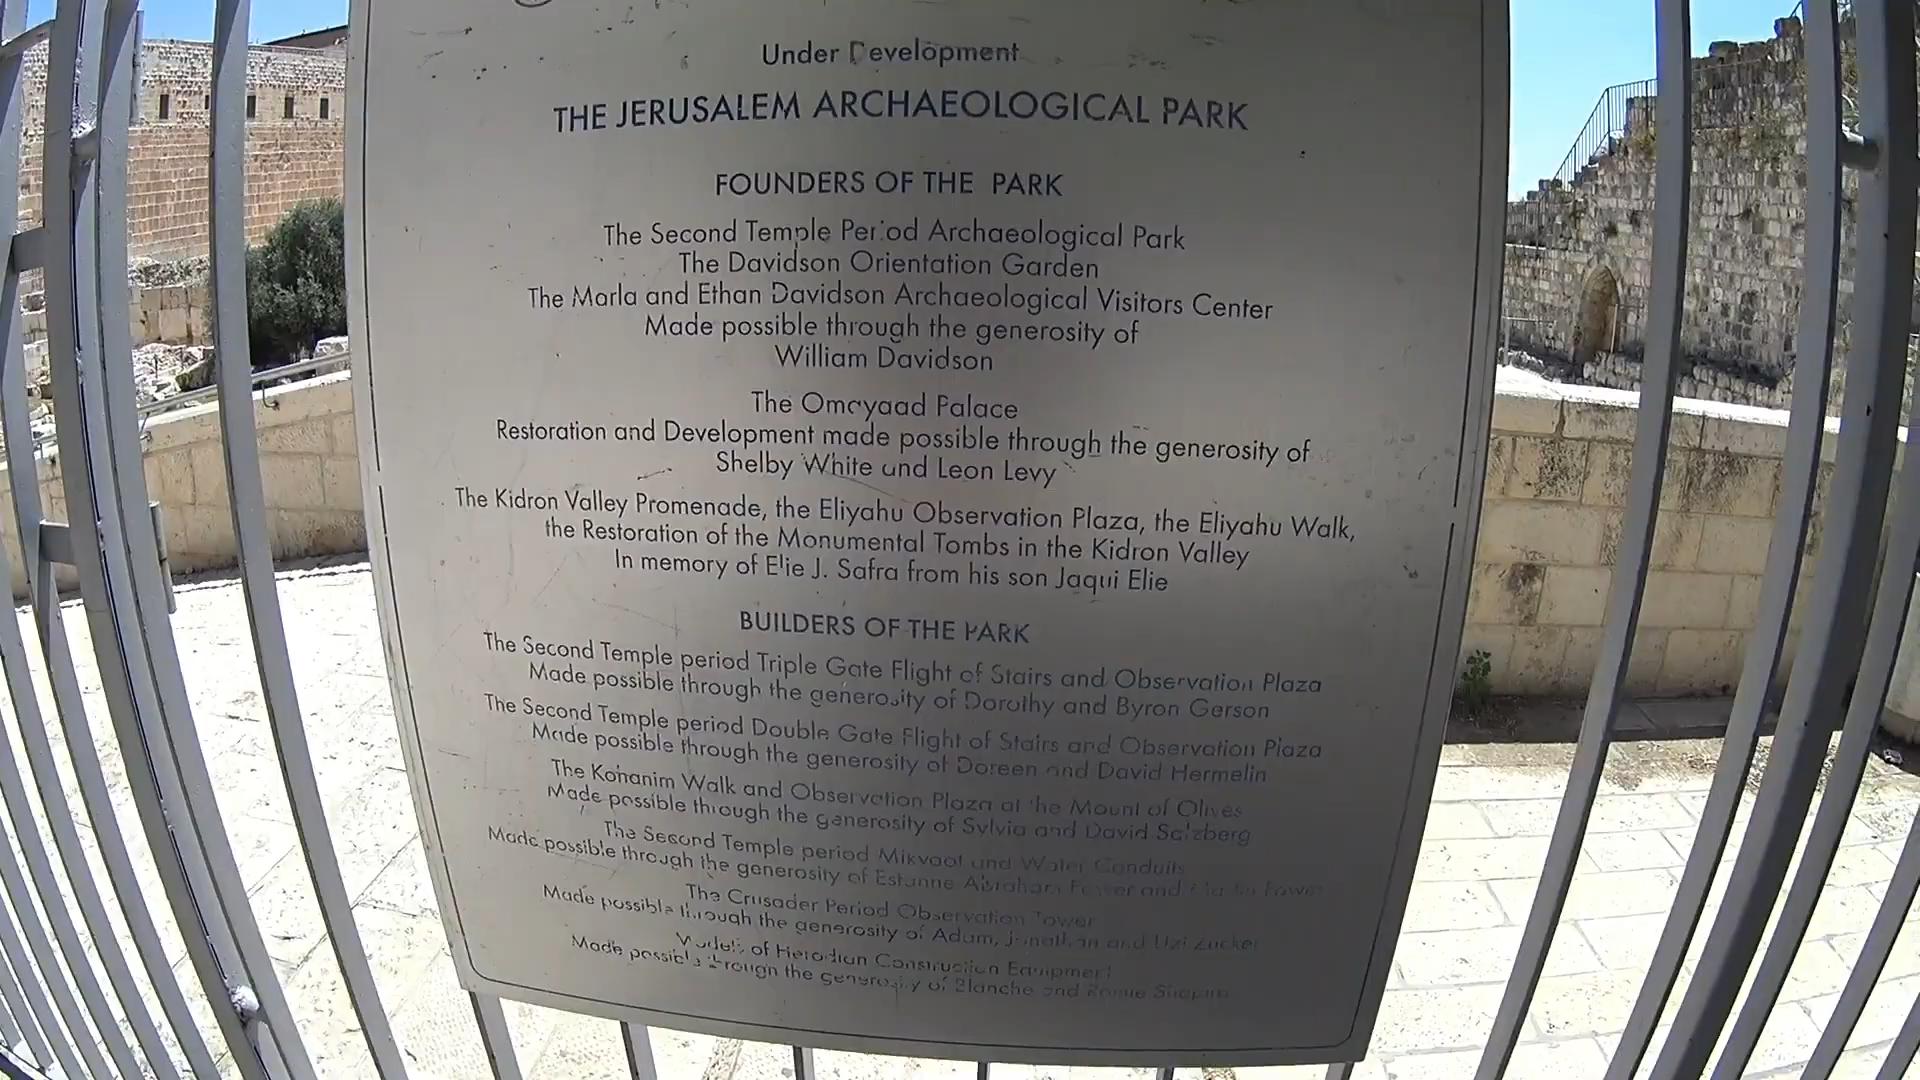 Under Development
THE JERUSALEM ARCHAEOLOGICAL PARK
FOUNDERS OF THE PARK
The Second Temple Period Archaeological Park
The Davidson Orientation Garden
The Marla and Ethan Davidson Archaeological Visitors Center
Made possible through the generosity of
William Davidson
The Omayaad Palace
Restoration and Development made possible through the generosity of
Shelby White and Leon Levy
The Kidron Valley Promenade, the Eliyahu Observation Plaza, the Eliyahu Walk,
the Restoration of the Monumental Tombs in the Kidron Valley
In memory of Elie J. Safra from his son Jaqui Elie
BUILDERS OF THE PARK
The Second Temple period Triple Gate Flight of Stairs and Observation Plaza
Made possible through the generosity of Dorothy and Byron Gerson
The Second Temple period Double Gate Flight of Stairs and Observation Plaza
Made possible through the generosity of Doreen and David Hermelin
The Kohanim Walk and Observation Plaza at the Mount of Olives
Made possible through the generosity of Sylvia and David Salzberg
The Second Temple period Mikvaot and Water Conduits
Made possible through the generosity of Estanne Abraham Fawer and
The Crusader Period Observation Tower
Made possible through the generosity of Adam, Jonathan and Uzi Zucker
Models of Herodian Construction Equipment
Made possible through the generosity of Blanche and